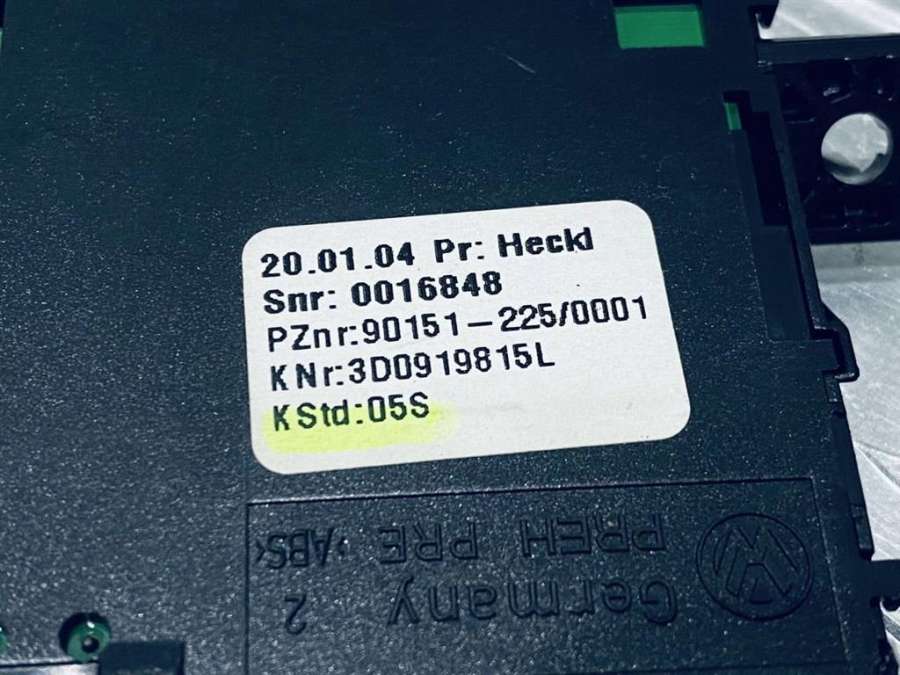 20.01.04 Pr: Heckl
Snr: 0016848
PZnr:90151-225/0001
KNr:3D0919815L
KStd:05S
PREH PRE >ABS<
Germany 2